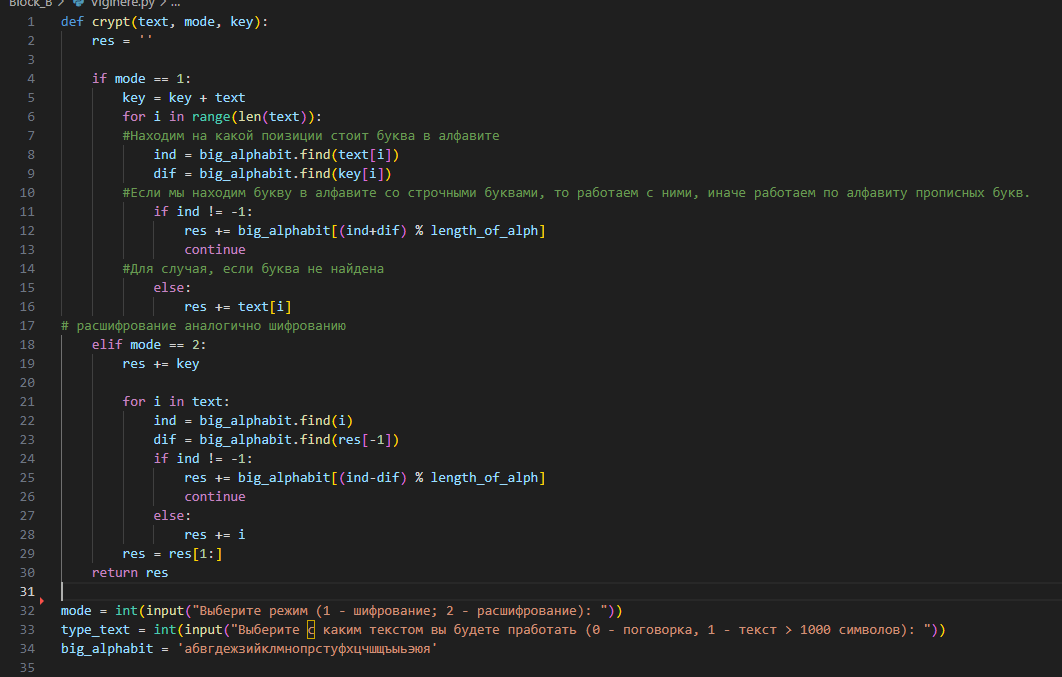 Block_B > Viginere.py > ...
1 def crypt(text, mode, key):
2     res = ''
3
4     if mode == 1:
5         key = key + text
6         for i in range(len(text)):
7         #Находим на какой поизиции стоит буква в алфавите
8             ind = big_alphabit.find(text[i])
9             dif = big_alphabit.find(key[i])
10         #Если мы находим букву в алфавите со строчными буквами, то работаем с ними, иначе работаем по алфавиту прописных букв.
11             if ind != -1:
12                 res += big_alphabit[(ind+dif) % length_of_alph]
13                 continue
14         #Для случая, если буква не найдена
15             else:
16                 res += text[i]
17 # расшифрование аналогично шифрованию
18     elif mode == 2:
19         res += key
20
21         for i in text:
22             ind = big_alphabit.find(i)
23             dif = big_alphabit.find(res[-1])
24             if ind != -1:
25                 res += big_alphabit[(ind-dif) % length_of_alph]
26                 continue
27             else:
28                 res += i
29         res = res[1:]
30     return res
31
32 mode = int(input("Выберите режим (1 - шифрование; 2 - расшифрование): "))
33 type_text = int(input("Выберите с каким текстом вы будете пработать (0 - поговорка, 1 - текст > 1000 символов): "))
34 big_alphabit = 'абвгдежзийклмнопрстуфхцчшщъыьэюя'
35